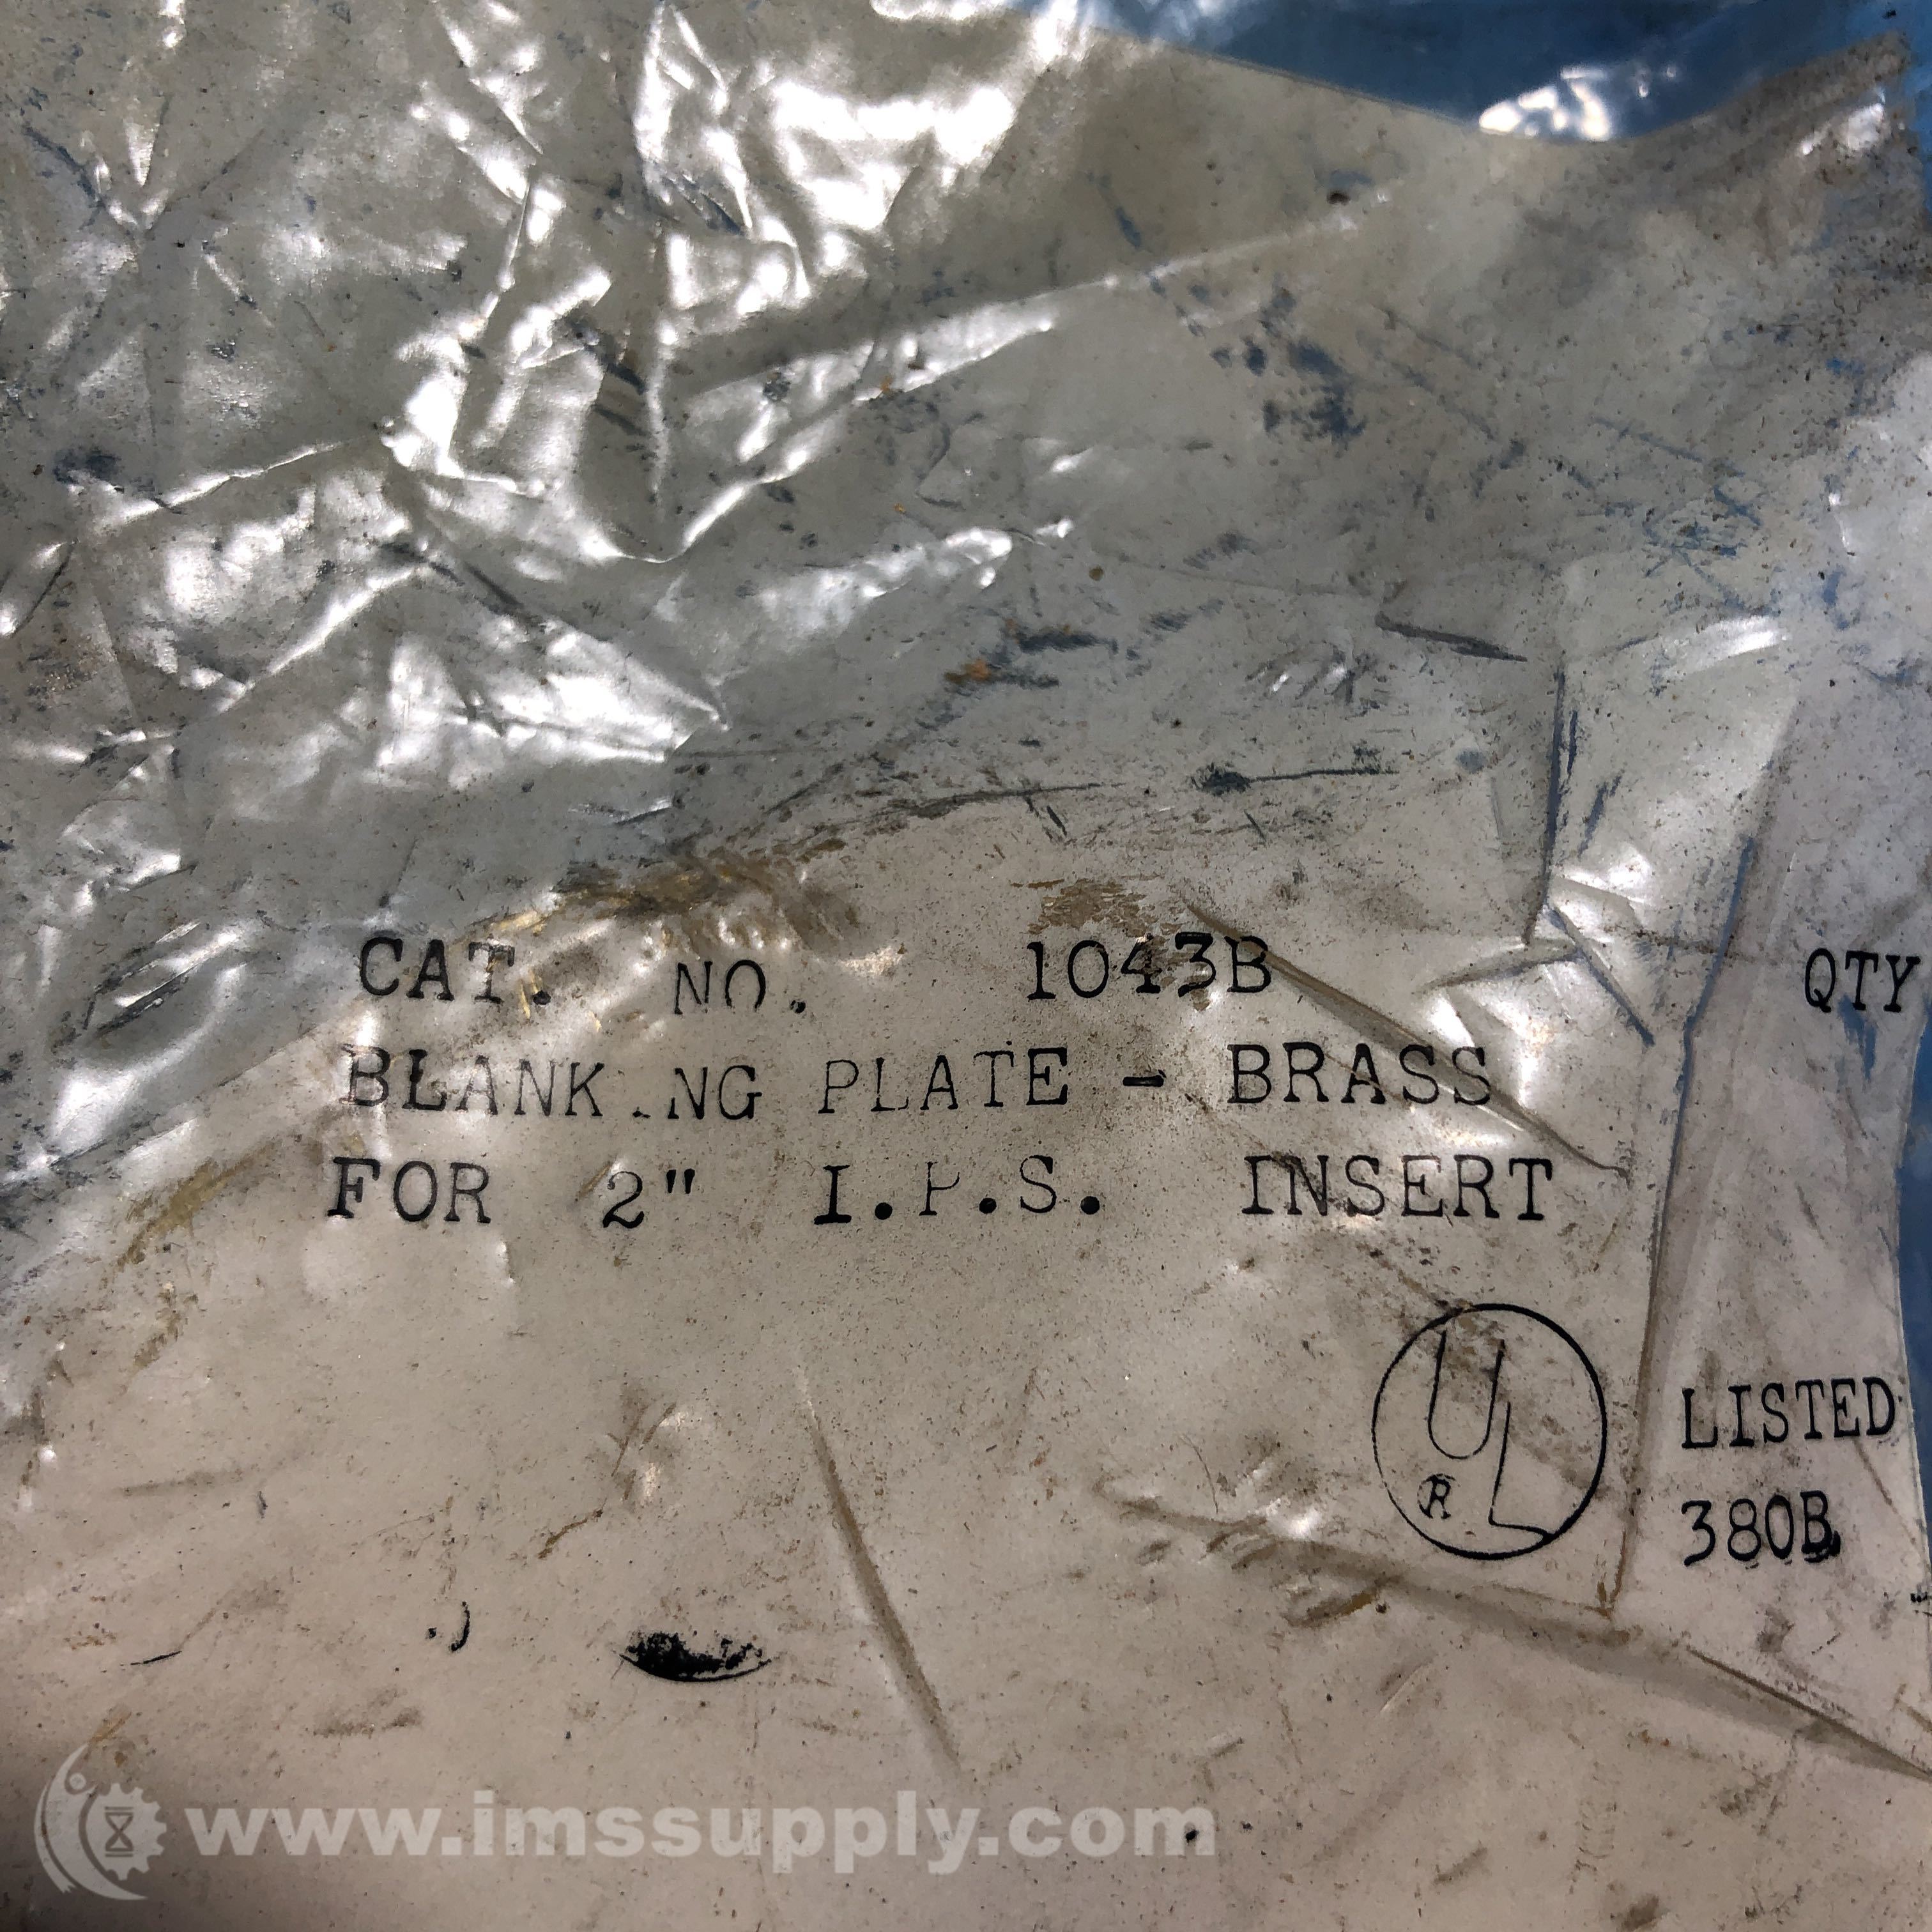 CAT. NO. 1043B QTY
BLANKING PLATE - BRASS
FOR 2" I.P.S. INSERT
UL
R
LISTED
380B
www.imssupply.com